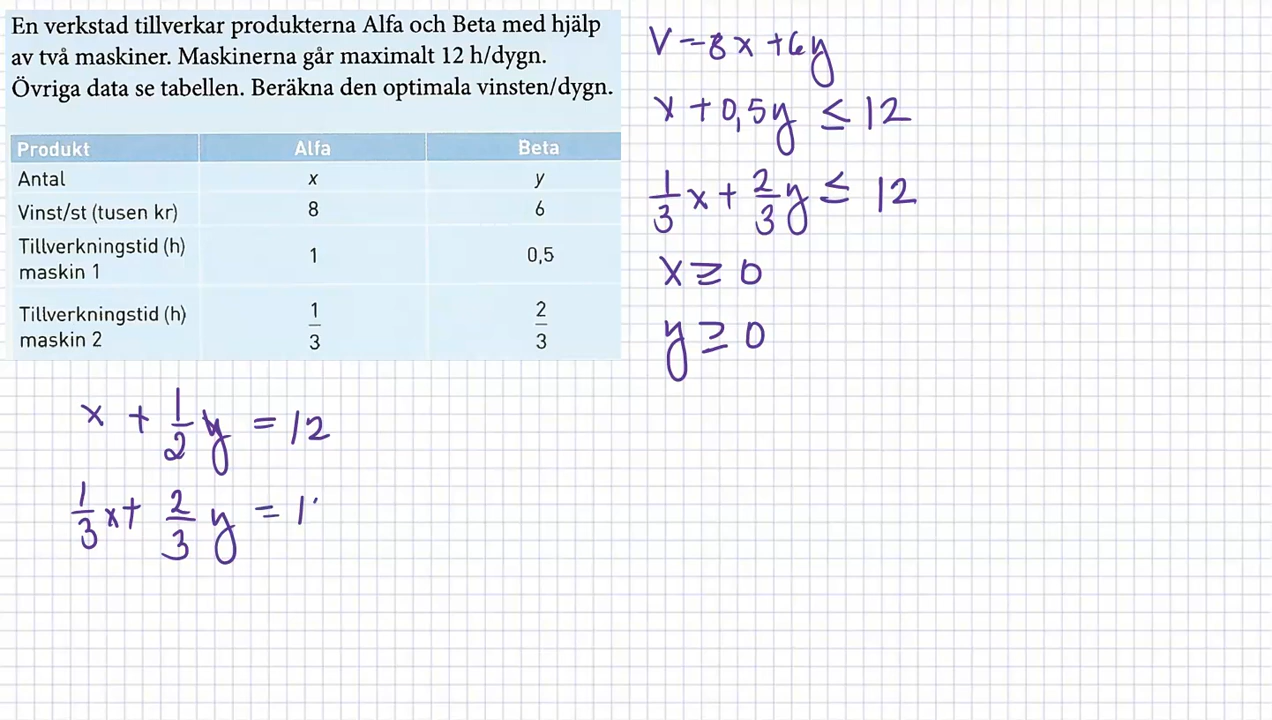 En verkstad tillverkar produkterna Alfa och Beta med hjälp
av två maskiner. Maskinerna går maximalt 12 h/dygn.
Övriga data se tabellen. Beräkna den optimala vinsten/dygn.
Produkt Alfa Beta
Antal x y
Vinst/st (tusen kr) 8 6
Tillverkningstid (h)
maskin 1 1 0,5
Tillverkningstid (h)
maskin 2 1/3 2/3
V = 8x + 6y
x + 0,5y ≤ 12
1/3 x + 2/3 y ≤ 12
x ≥ 0
y ≥ 0
x + 1/2 y = 12
1/3 x + 2/3 y = 1